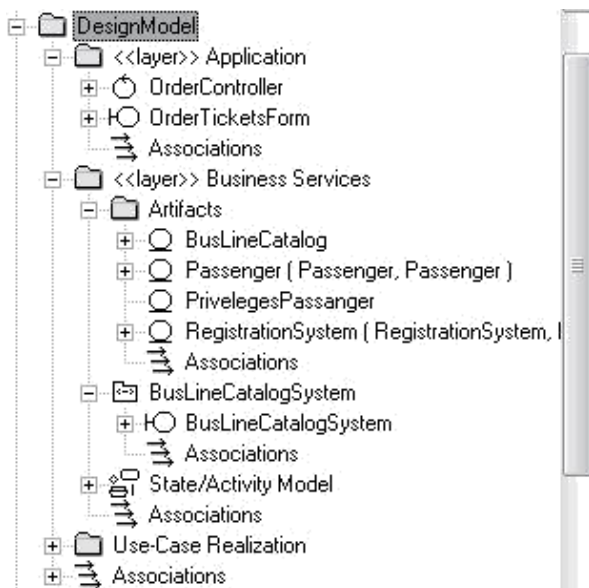 DesignModel
<<layer>> Application
OrderController
OrderTicketsForm
Associations
<<layer>> Business Services
Artifacts
BusLineCatalog
Passenger ( Passenger, Passenger )
PrivelegesPassanger
RegistrationSystem ( RegistrationSystem,
Associations
BusLineCatalogSystem
BusLineCatalogSystem
Associations
State/Activity Model
Associations
Use-Case Realization
Associations